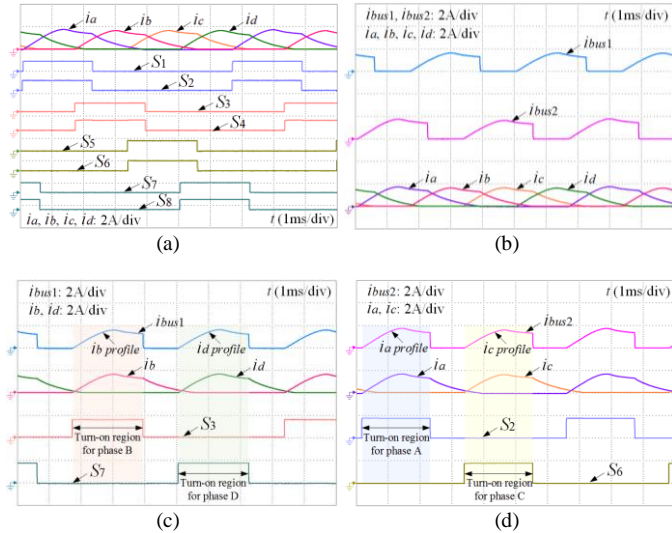 ia ib ic id
S1
S2
S3
S4
S5
S6
S7
S8
ia, ib, ic, id: 2A/div t (1ms/div)
(a)
ibus1, ibus2: 2A/div t (1ms/div)
ia, ib, ic, id: 2A/div
ibus1
ibus2
ia ib ic id
(b)
ibus1: 2A/div t (1ms/div)
ib, id: 2A/div
ibus1
ib profile id profile
ib id
S3
Turn-on region
for phase B
S7
Turn-on region
for phase D
(c)
ibus2: 2A/div t (1ms/div)
ia, ic: 2A/div
ibus2
ia profile ic profile
ia ic
S2
Turn-on region
for phase A
S6
Turn-on region
for phase C
(d)